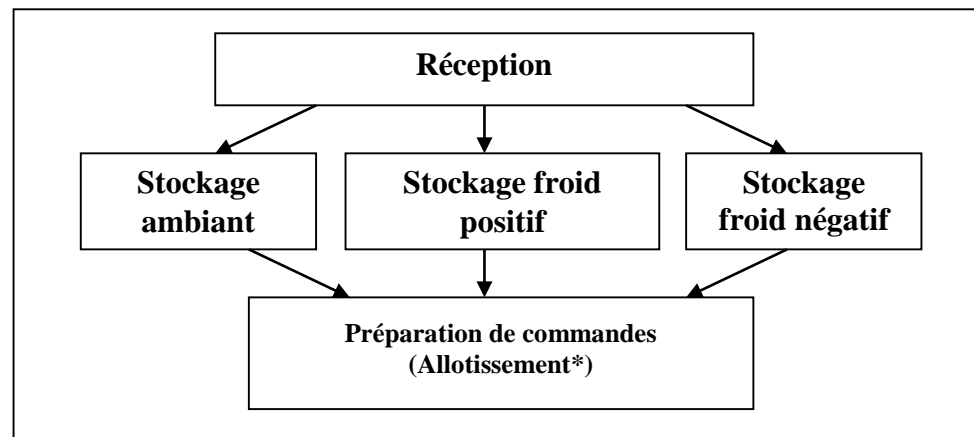 Réception
Stockage
ambiant
Stockage froid
positif
Stockage
froid négatif
Préparation de commandes
(Allotissement*)